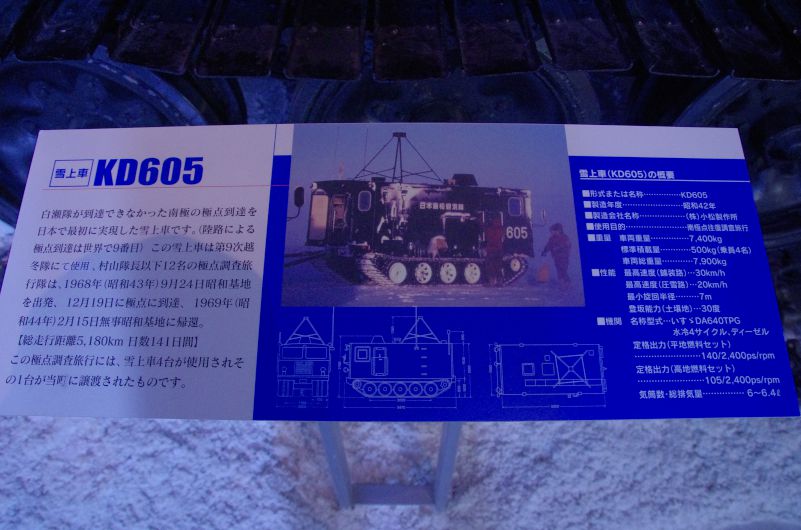 雪上車 KD605
白瀬隊が到達できなかった南極の極点到達を
日本で最初に実現した雪上車です。(陸路による
極点到達は世界で9番目) この雪上車は第9次越
冬隊にて使用、村山隊長以下12名の極点調査旅
行隊は、1968年(昭和43年)9月24日昭和基地
を出発、 12月19日に極点に到達、 1969年(昭
和44年)2月15日無事昭和基地に帰還。
【総走行距離5,180km 日数141日間】
この極点調査旅行には、雪上車4台が使用されそ
の1台が当町に譲渡されたものです。
605
雪上車(KD605)の概要
■形式または名称……………KD605
■製造年度……………………昭和42年
■製造会社名称………………(株)小松製作所
■使用目的……………………南極点往復調査旅行
■重量 車両重量……………7,400kg
標準積載量……………500kg(乗員4名)
車両総重量……………7,900kg
■性能 最高速度(舗装路)…30km/h
最高速度(圧雪路)…20km/h
最小旋回半径………7m
登坂能力(土壌地)…30度
■機関 名称型式…いすゞDA640TPG
水冷4サイクル、ディーゼル
定格出力(平地燃料セット)
……………………140/2,400ps/rpm
定格出力(高地燃料セット)
……………………105/2,400ps/rpm
気筒数・総排気量……………6～6.4ℓ